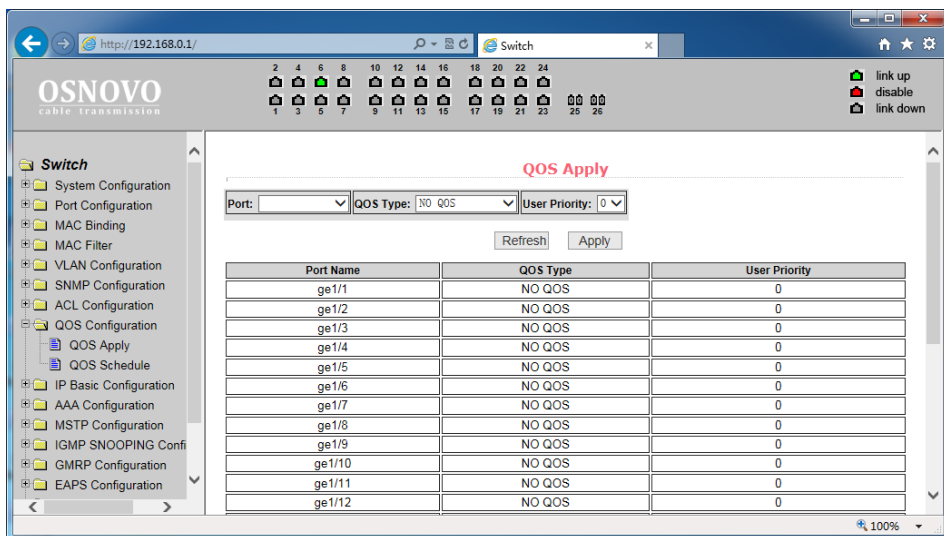 http://192.168.0.1/
Switch
OSNOVO
cable transmission
2 4 6 8 10 12 14 16 18 20 22 24
1 3 5 7 9 11 13 15 17 19 21 23 25 26
link up
disable
link down
Switch
System Configuration
Port Configuration
MAC Binding
MAC Filter
VLAN Configuration
SNMP Configuration
ACL Configuration
QOS Configuration
QOS Apply
QOS Schedule
IP Basic Configuration
AAA Configuration
MSTP Configuration
IGMP SNOOPING Confi
GMRP Configuration
EAPS Configuration
QOS Apply
Port: QOS Type: NO QOS User Priority: 0
Refresh Apply
Port Name QOS Type User Priority
ge1/1 NO QOS 0
ge1/2 NO QOS 0
ge1/3 NO QOS 0
ge1/4 NO QOS 0
ge1/5 NO QOS 0
ge1/6 NO QOS 0
ge1/7 NO QOS 0
ge1/8 NO QOS 0
ge1/9 NO QOS 0
ge1/10 NO QOS 0
ge1/11 NO QOS 0
ge1/12 NO QOS 0
100%